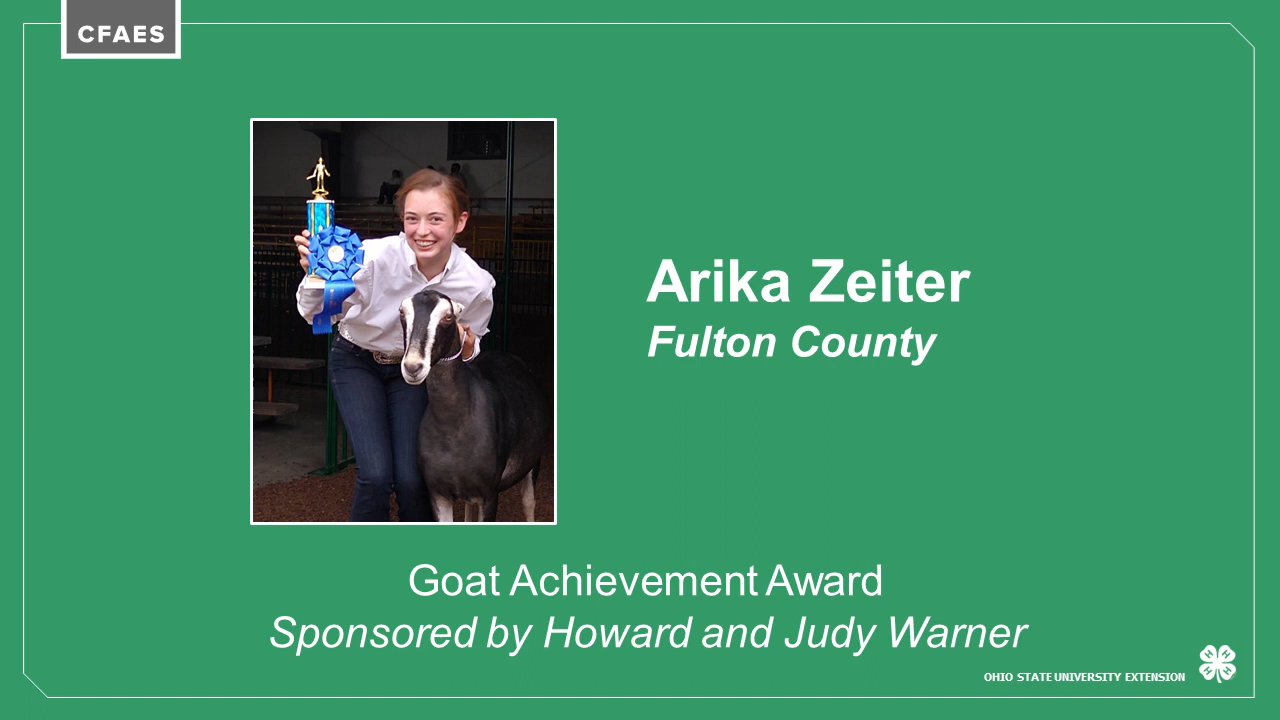 CFAES
Arika Zeiter
Fulton County
Goat Achievement Award
Sponsored by Howard and Judy Warner
OHIO STATE UNIVERSITY EXTENSION
H H
H H